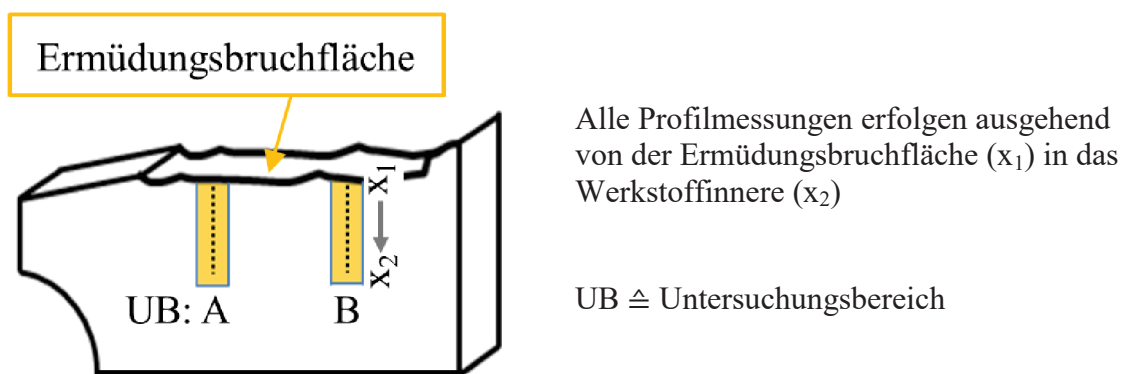 Ermüdungsbruchfläche
Alle Profilmessungen erfolgen ausgehend
von der Ermüdungsbruchfläche (x₁) in das
Werkstoffinnere (x₂)
x₁
x₂
UB: A B
UB ≙ Untersuchungsbereich